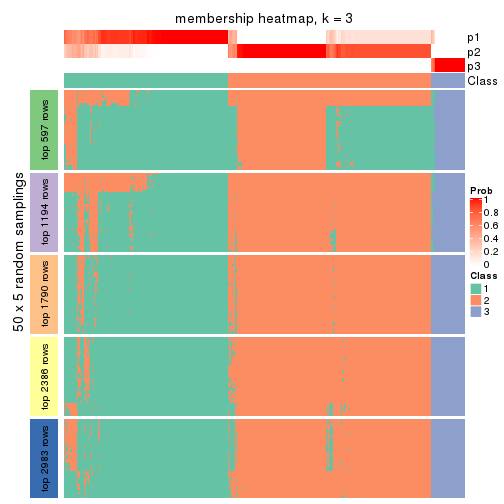 membership heatmap, k = 3
p1
p2
p3
Class
50 x 5 random samplings
top 597 rows
top 1194 rows
top 1790 rows
top 2386 rows
top 2983 rows
Prob
1
0.8
0.6
0.4
0.2
0
Class
1
2
3